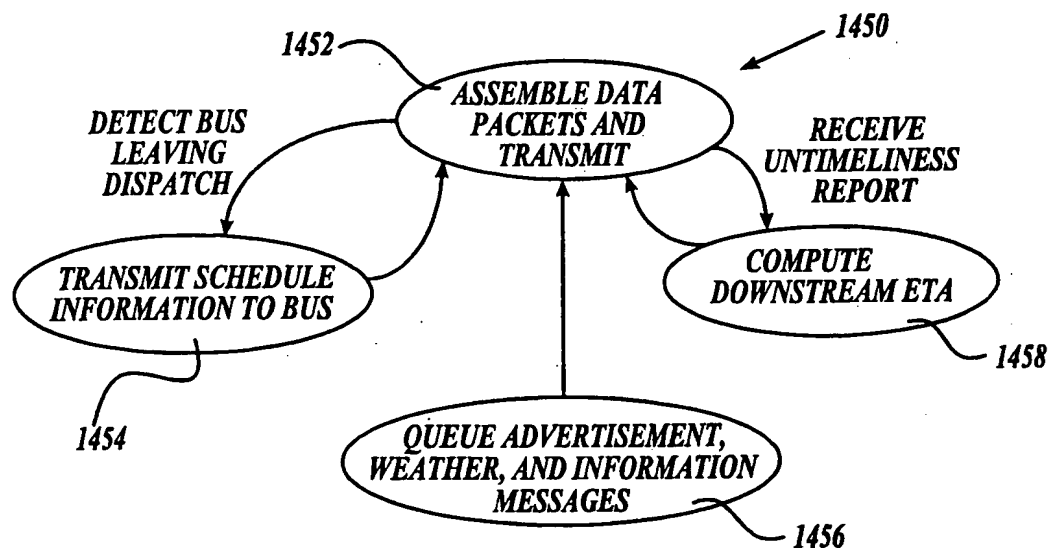 1450
1452
ASSEMBLE DATA
PACKETS AND
TRANSMIT
DETECT BUS
LEAVING
DISPATCH
RECEIVE
UNTIMELINESS
REPORT
TRANSMIT SCHEDULE
INFORMATION TO BUS
COMPUTE
DOWNSTREAM ETA
1458
1454
QUEUE ADVERTISEMENT,
WEATHER, AND INFORMATION
MESSAGES
1456